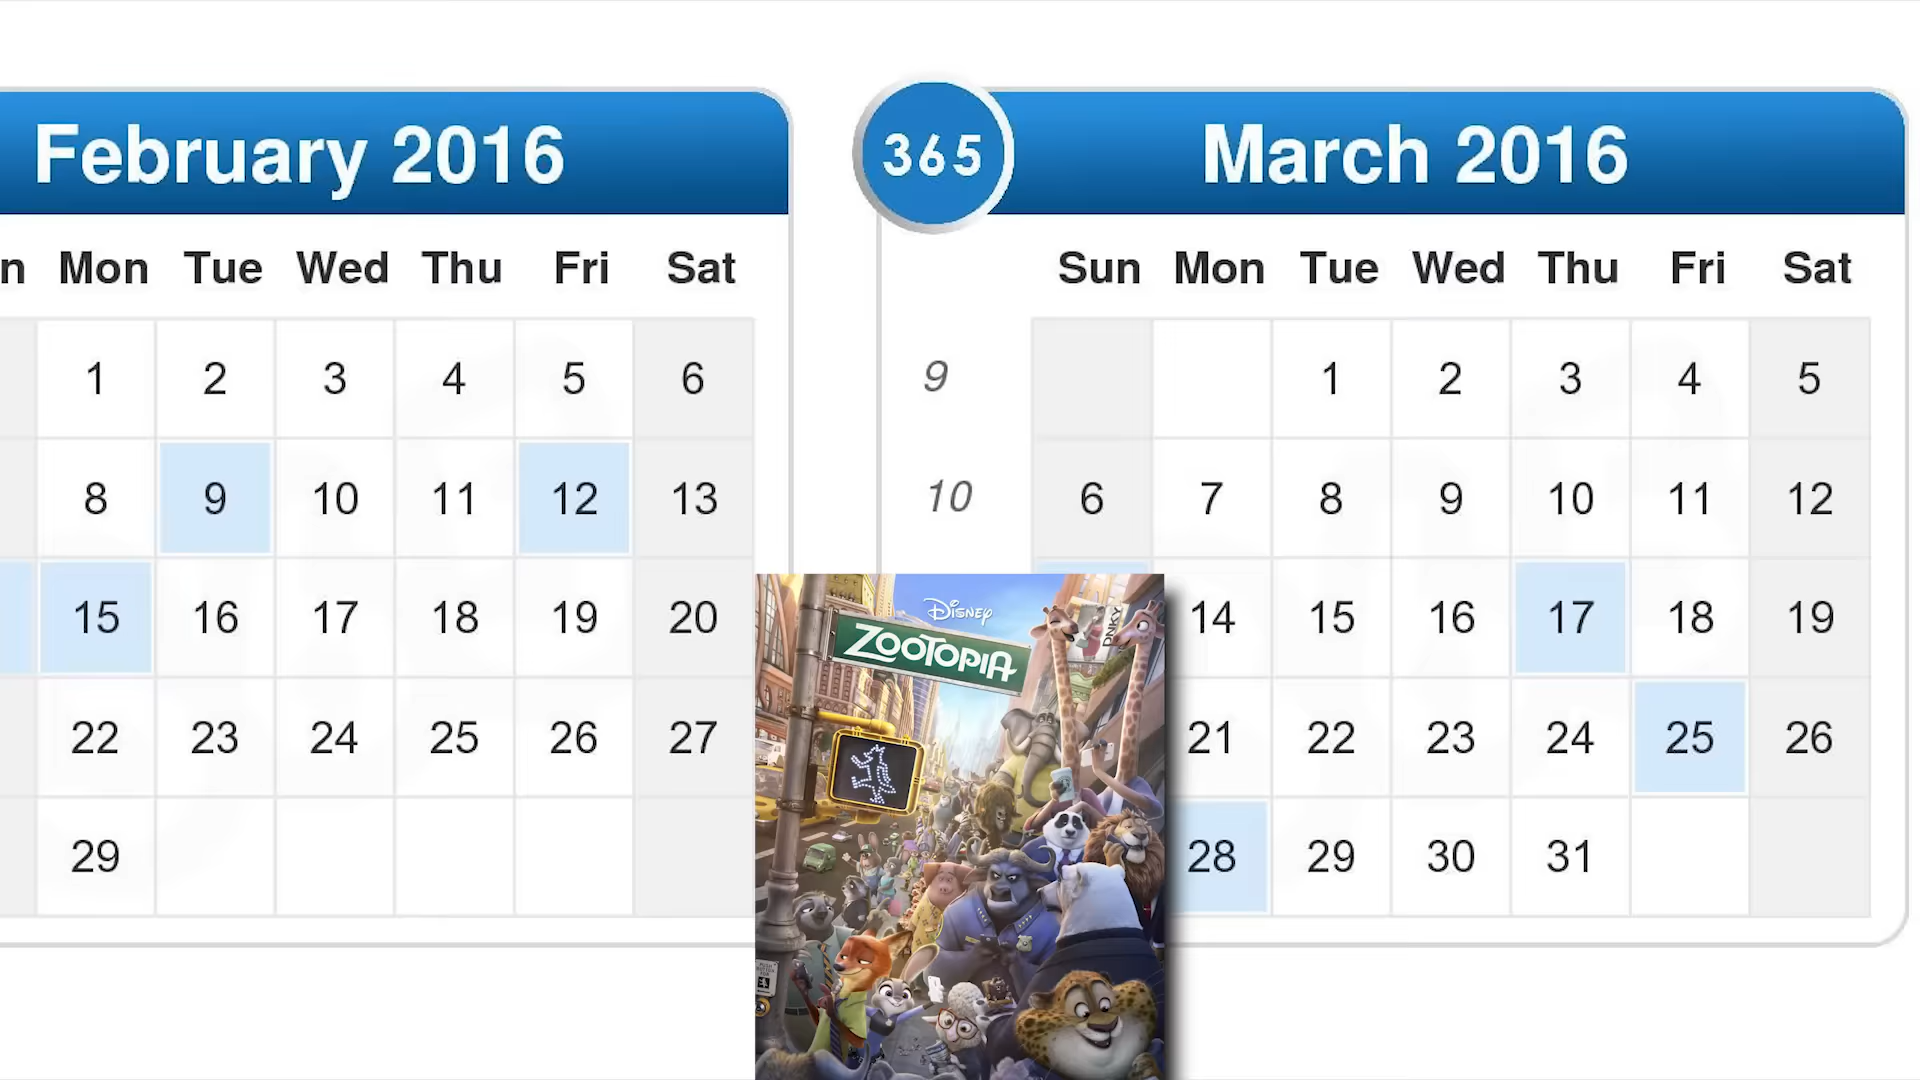 February 2016
n Mon Tue Wed Thu Fri Sat
1 2 3 4 5 6
8 9 10 11 12 13
15 16 17 18 19 20
22 23 24 25 26 27
29
365
March 2016
Sun Mon Tue Wed Thu Fri Sat
9 1 2 3 4 5
10 6 7 8 9 10 11 12
14 15 16 17 18 19
21 22 23 24 25 26
28 29 30 31
DISNEY
ZOOTOPIA